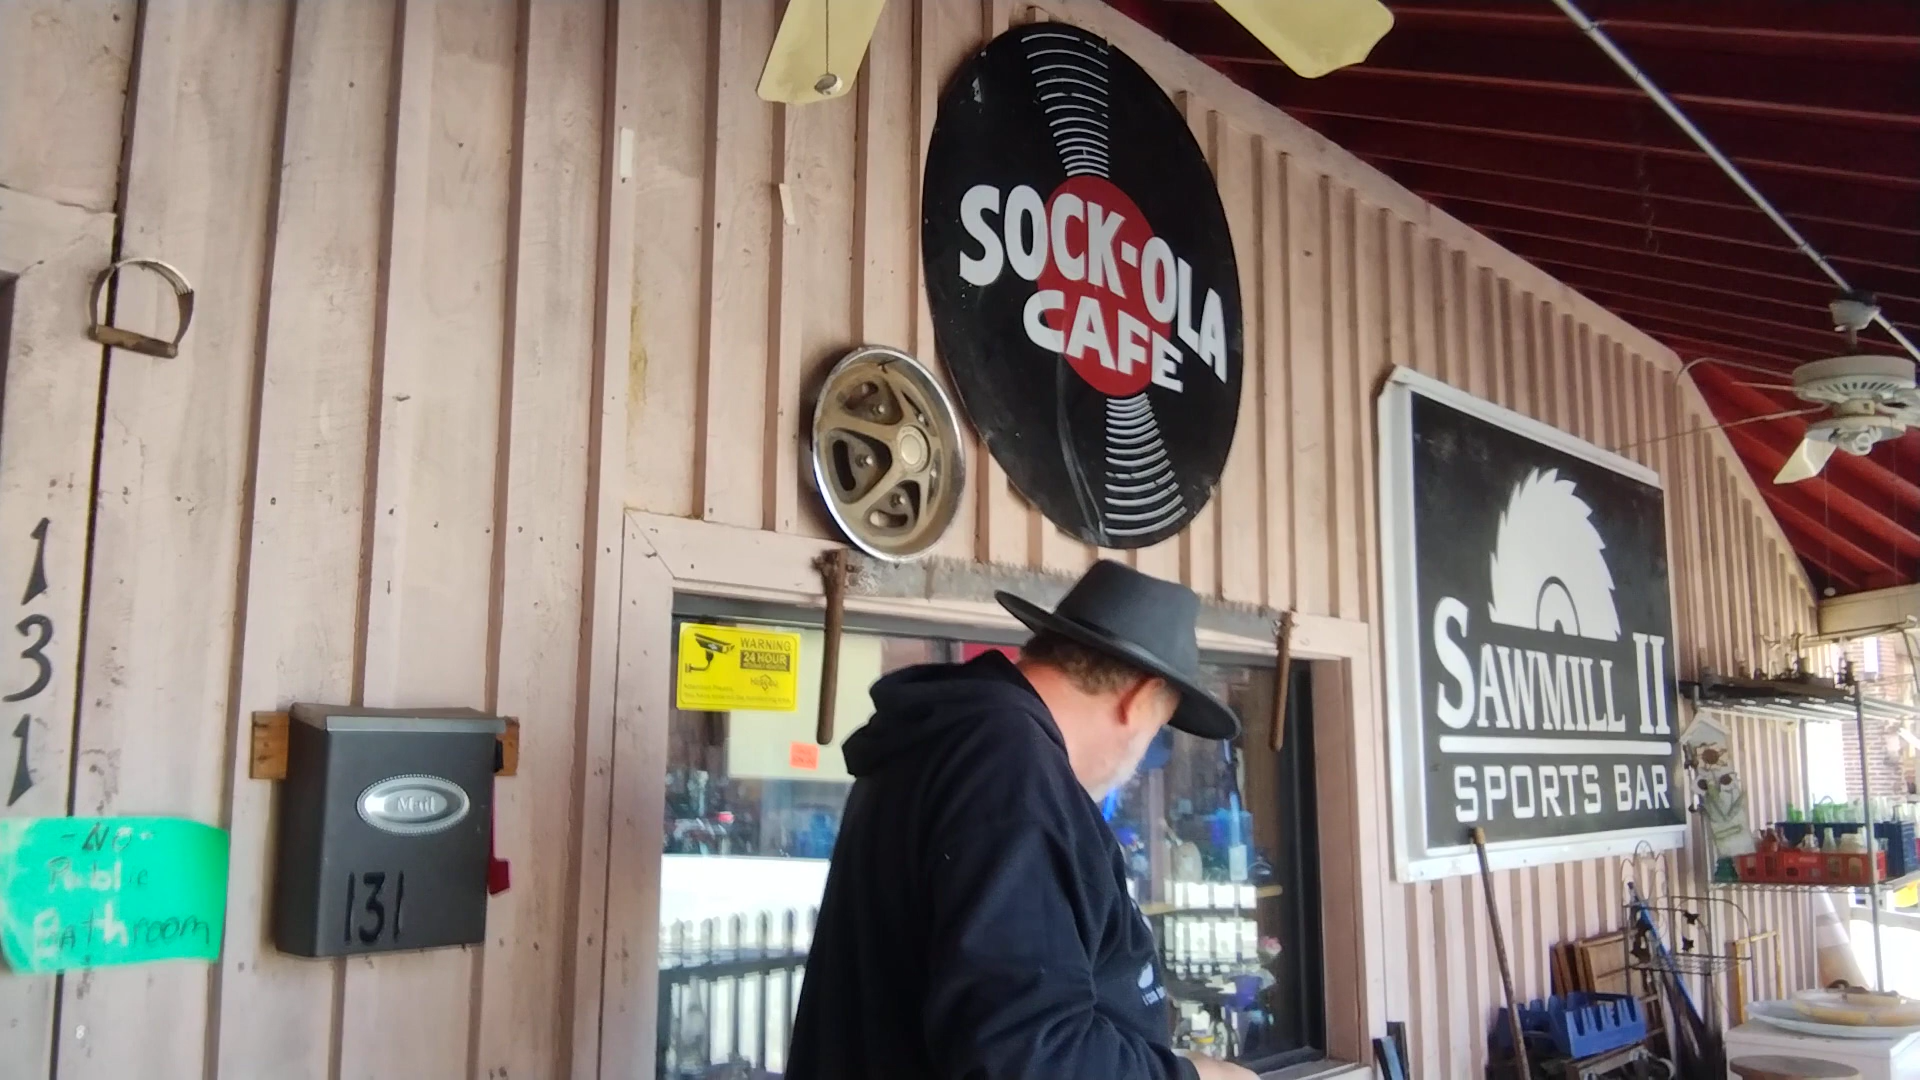 SOCK-OLA
CAFE
WARNING
24 HOUR
SAWMILL II
SPORTS BAR
131
Mail
131
-NO-
Public
Bathroom